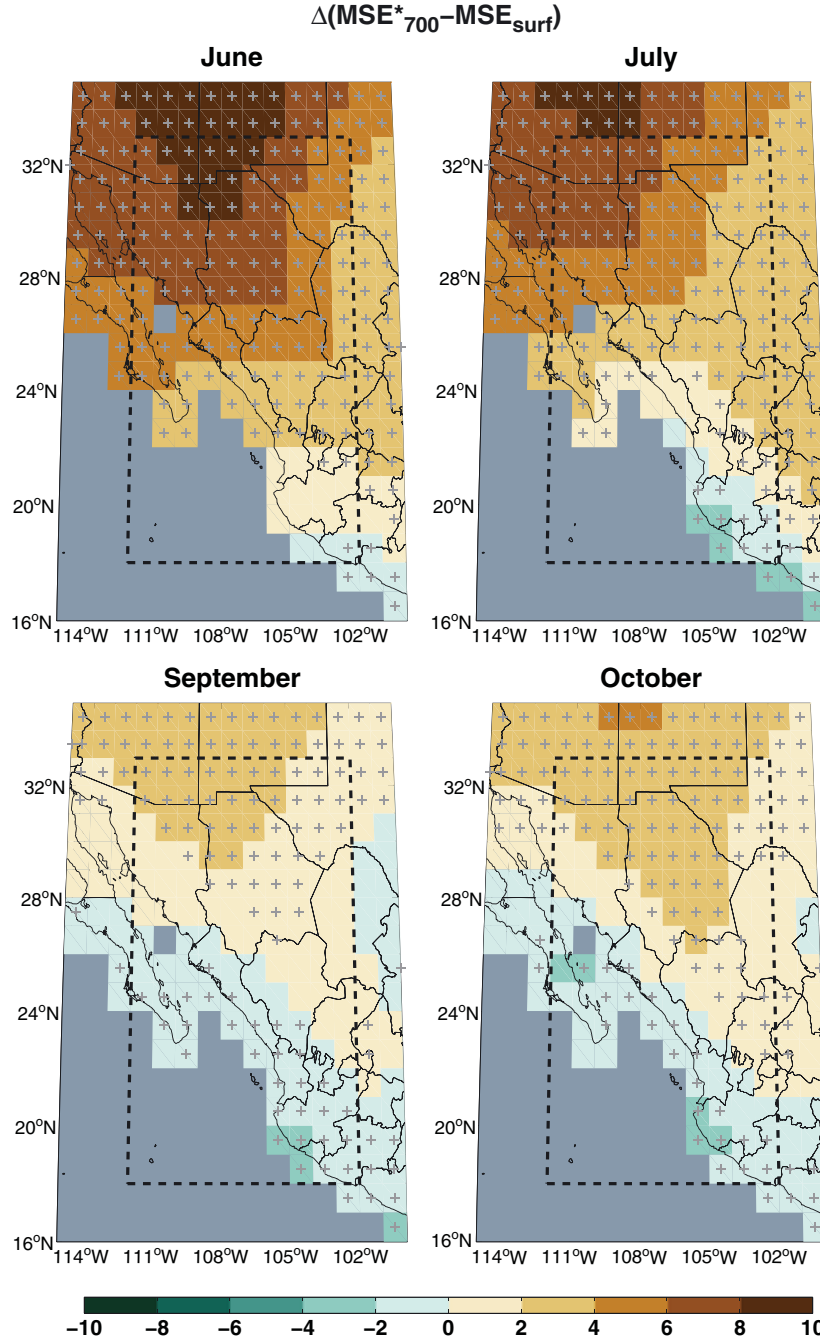 Δ(MSE*700−MSEsurf)
June July
32°N 32°N
28°N 28°N
24°N 24°N
20°N 20°N
16°N 16°N
114°W 111°W 108°W 105°W 102°W 114°W 111°W 108°W 105°W 102°W
September October
32°N 32°N
28°N 28°N
24°N 24°N
20°N 20°N
16°N 16°N
114°W 111°W 108°W 105°W 102°W 114°W 111°W 108°W 105°W 102°W
−10 −8 −6 −4 −2 0 2 4 6 8 10